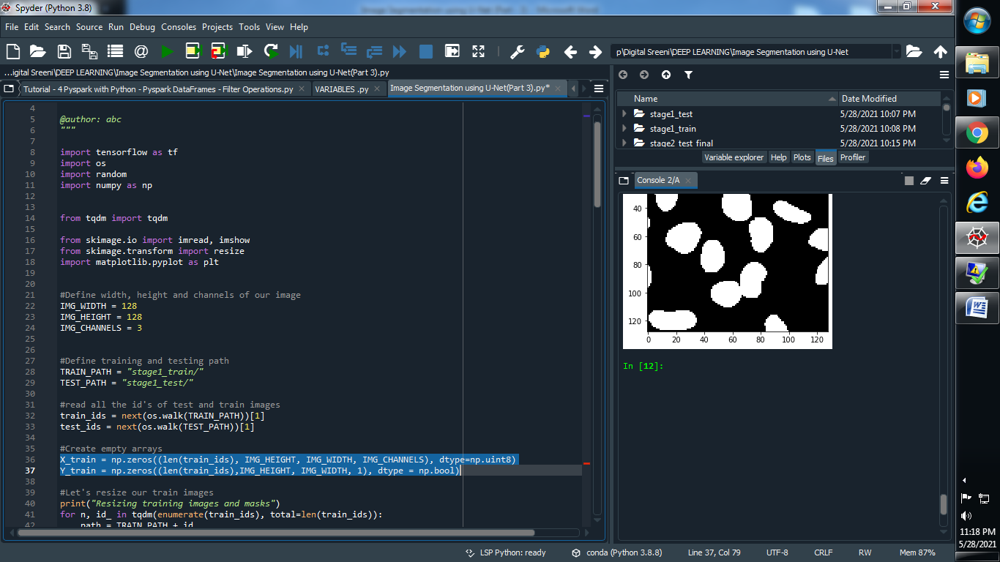 Spyder (Python 3.8)
File Edit Search Source Run Debug Consoles Projects Tools View Help
p\Digital Sreeni\DEEP LEARNING\Image Segmentation using U-Net
...igital Sreeni\DEEP LEARNING\Image Segmentation using U-Net\Image Segmentation using U-Net(Part 3).py
Tutorial - 4 Pyspark with Python - Pyspark DataFrames - Filter Operations.py VARIABLES .py Image Segmentation using U-Net(Part 3).py*
4
5 @author: abc
6 """
7
8 import tensorflow as tf
9 import os
10 import random
11 import numpy as np
12
13
14 from tqdm import tqdm
15
16 from skimage.io import imread, imshow
17 from skimage.transform import resize
18 import matplotlib.pyplot as plt
19
20
21 #Define width, height and channels of our image
22 IMG_WIDTH = 128
23 IMG_HEIGHT = 128
24 IMG_CHANNELS = 3
25
26
27 #Define training and testing path
28 TRAIN_PATH = "stage1_train/"
29 TEST_PATH = "stage1_test/"
30
31 #read all the id's of test and train images
32 train_ids = next(os.walk(TRAIN_PATH))[1]
33 test_ids = next(os.walk(TEST_PATH))[1]
34
35 #Create empty arrays
36 X_train = np.zeros((len(train_ids), IMG_HEIGHT, IMG_WIDTH, IMG_CHANNELS), dtype=np.uint8)
37 Y_train = np.zeros((len(train_ids),IMG_HEIGHT, IMG_WIDTH, 1), dtype = np.bool)
38
39 #Let's resize our train images
40 print("Resizing training images and masks")
41 for n, id_ in tqdm(enumerate(train_ids), total=len(train_ids)):
42 path = TRAIN_PATH + id_
Name Date Modified
stage1_test 5/28/2021 10:07 PM
stage1_train 5/28/2021 10:08 PM
stage2_test_final 5/28/2021 10:15 PM
Variable explorer Help Plots Files Profiler
Console 2/A
40
60
80
100
120
0 20 40 60 80 100 120
In [12]:
LSP Python: ready conda (Python 3.8.8) Line 37, Col 79 UTF-8 CRLF RW Mem 87%
11:18 PM
5/28/2021